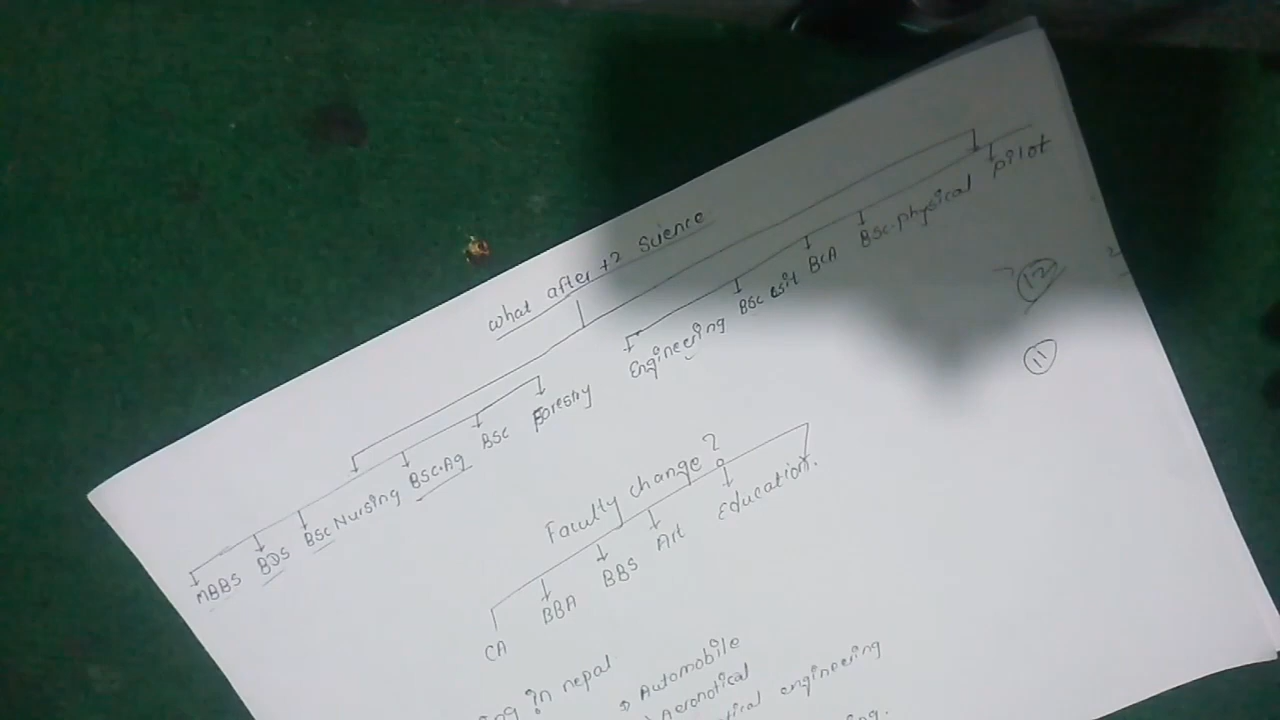 What after +2 Science
MBBS BDS BSc Nursing BSC.Ag BSC Forestry Engineering BSC csit BCA BSC.physical pilot
12
11
Faculty change ?
CA BBA BBS Art Education.
in nepal
Automobile
Aeronotical
engineering